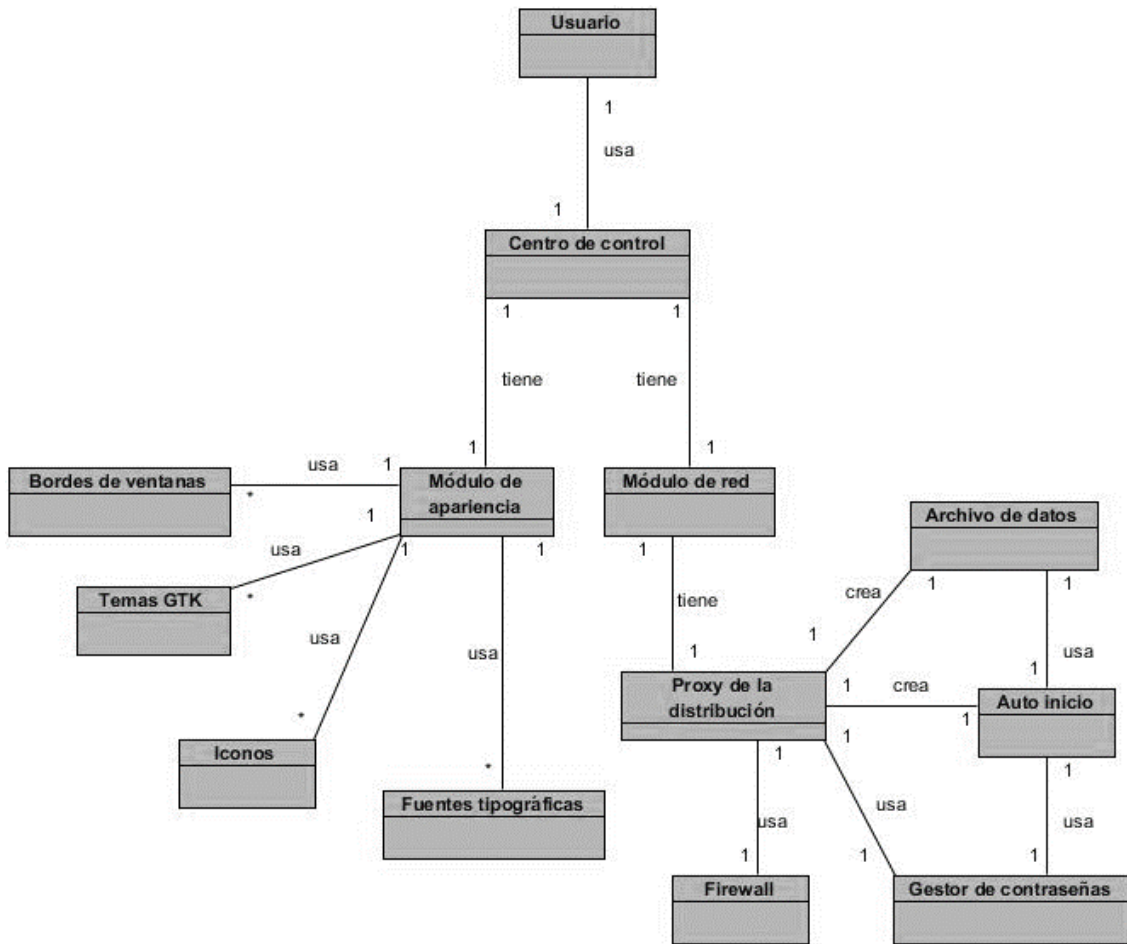 Usuario
1
usa
1
Centro de control
1 1
tiene tiene
1 1
Bordes de ventanas usa 1 Módulo de Módulo de red
* apariencia
Archivo de datos
1
usa 1 1 1
Temas GTK *
tiene crea 1 1
usa
usa 1 1 usa 1
Proxy de la 1 crea Auto inicio
distribución 1
* 1 1
Iconos 1
*
Fuentes tipográficas usa usa usa
1 1 1
Firewall Gestor de contraseñas